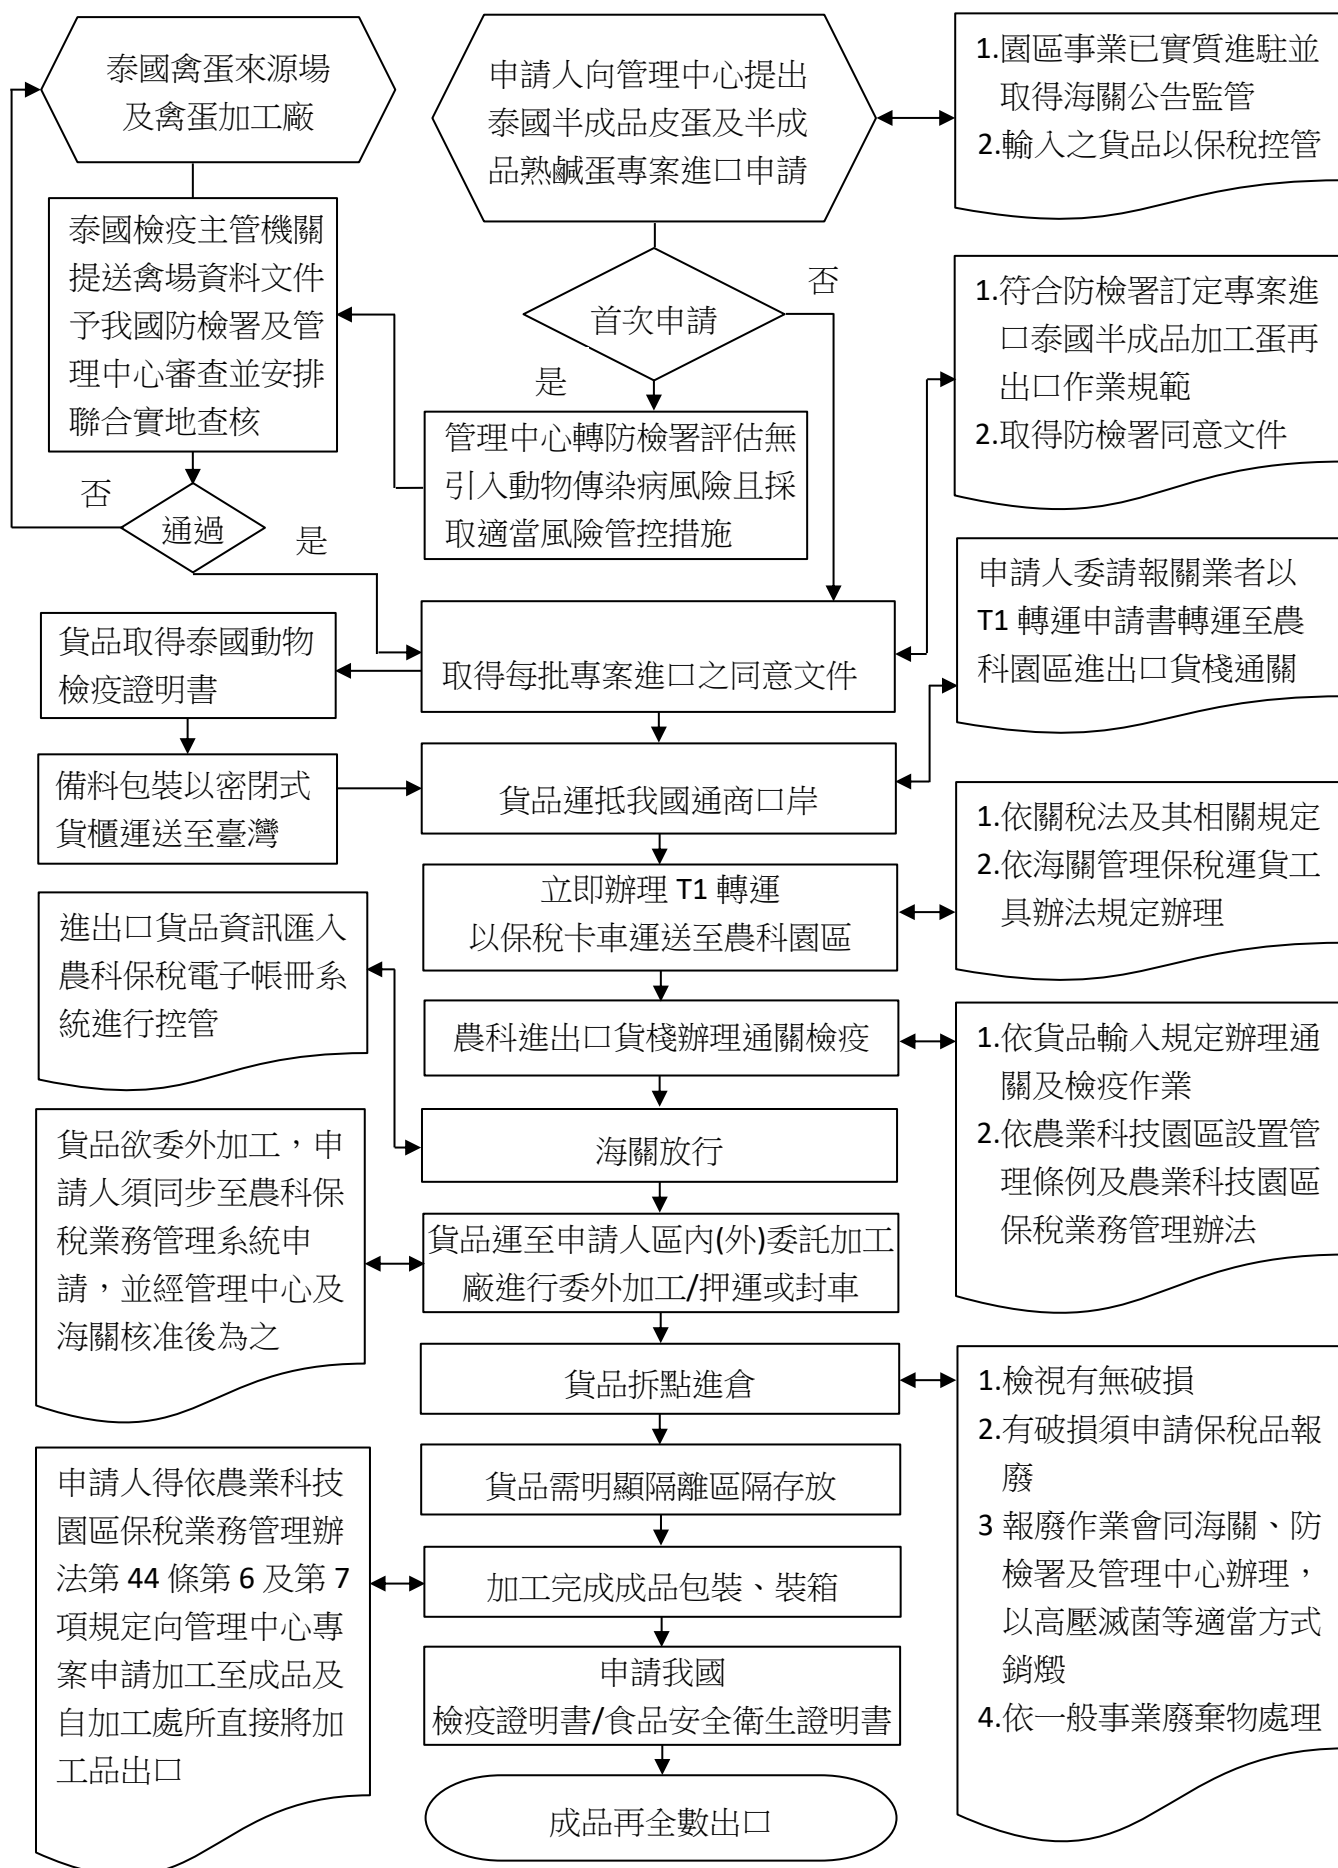 泰國禽蛋來源場
及禽蛋加工廠
申請人向管理中心提出
泰國半成品皮蛋及半成
品熟鹹蛋專案進口申請
1.園區事業已實質進駐並
取得海關公告監管
2.輸入之貨品以保稅控管
泰國檢疫主管機關
提送禽場資料文件
予我國防檢署及管
理中心審查並安排
聯合實地查核
首次申請
否
是
1.符合防檢署訂定專案進
口泰國半成品加工蛋再
出口作業規範
2.取得防檢署同意文件
管理中心轉防檢署評估無
引入動物傳染病風險且採
取適當風險管控措施
否
通過
是
申請人委請報關業者以
T1 轉運申請書轉運至農
科園區進出口貨棧通關
貨品取得泰國動物
檢疫證明書
取得每批專案進口之同意文件
備料包裝以密閉式
貨櫃運送至臺灣
貨品運抵我國通商口岸
1.依關稅法及其相關規定
2.依海關管理保稅運貨工
具辦法規定辦理
立即辦理 T1 轉運
以保稅卡車運送至農科園區
進出口貨品資訊匯入
農科保稅電子帳冊系
統進行控管
農科進出口貨棧辦理通關檢疫
1.依貨品輸入規定辦理通
關及檢疫作業
2.依農業科技園區設置管
理條例及農業科技園區
保稅業務管理辦法
海關放行
貨品欲委外加工，申
請人須同步至農科保
稅業務管理系統申
請，並經管理中心及
海關核准後為之
貨品運至申請人區內(外)委託加工
廠進行委外加工/押運或封車
貨品拆點進倉
1.檢視有無破損
2.有破損須申請保稅品報
廢
3 報廢作業會同海關、防
檢署及管理中心辦理，
以高壓滅菌等適當方式
銷燬
4.依一般事業廢棄物處理
貨品需明顯隔離區隔存放
申請人得依農業科技
園區保稅業務管理辦
法第 44 條第 6 及第 7
項規定向管理中心專
案申請加工至成品及
自加工處所直接將加
工品出口
加工完成成品包裝、裝箱
申請我國
檢疫證明書/食品安全衛生證明書
成品再全數出口